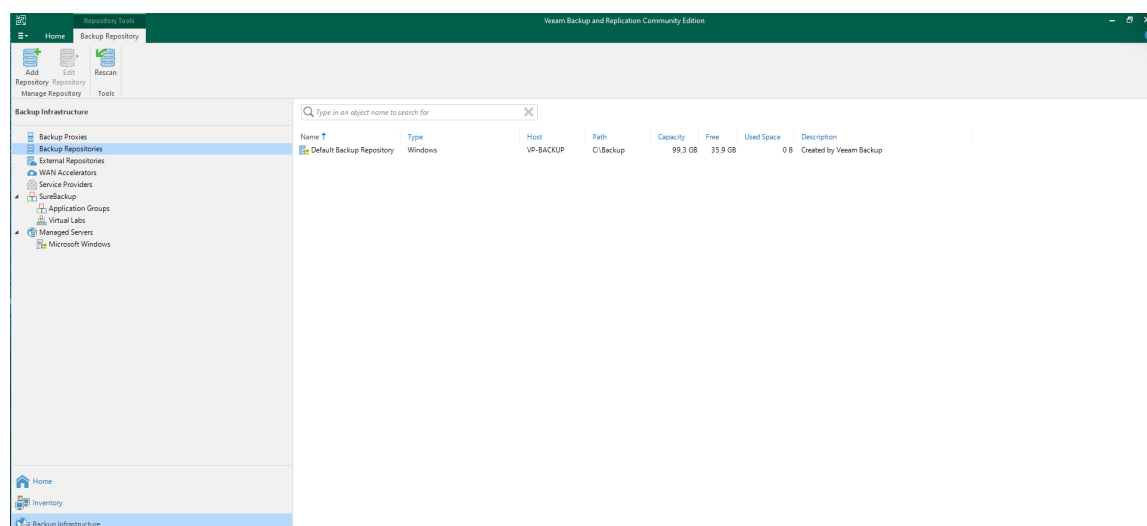 Repository Tools
Veeam Backup and Replication Community Edition
Home Backup Repository
Add Repository
Edit Repository
Rescan
Manage Repository Tools
Backup Infrastructure
Type in an object name to search for
Backup Proxies
Backup Repositories
External Repositories
WAN Accelerators
Service Providers
SureBackup
Application Groups
Virtual Labs
Managed Servers
Microsoft Windows
Name Type Host Path Capacity Free Used Space Description
Default Backup Repository Windows VP-BACKUP C:\Backup 99,3 GB 35,9 GB 0 B Created by Veeam Backup
Home
Inventory
Backup Infrastructure